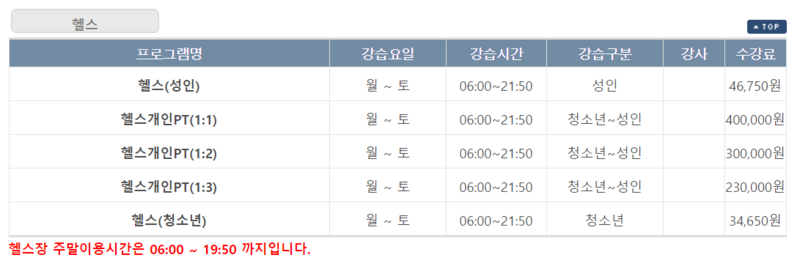 헬스
▲ TOP
프로그램명 강습요일 강습시간 강습구분 강사 수강료
헬스(성인) 월 ~ 토 06:00~21:50 성인 46,750원
헬스개인PT(1:1) 월 ~ 토 06:00~21:50 청소년~성인 400,000원
헬스개인PT(1:2) 월 ~ 토 06:00~21:50 청소년~성인 300,000원
헬스개인PT(1:3) 월 ~ 토 06:00~21:50 청소년~성인 230,000원
헬스(청소년) 월 ~ 토 06:00~21:50 청소년 34,650원
헬스장 주말이용시간은 06:00 ~ 19:50 까지입니다.